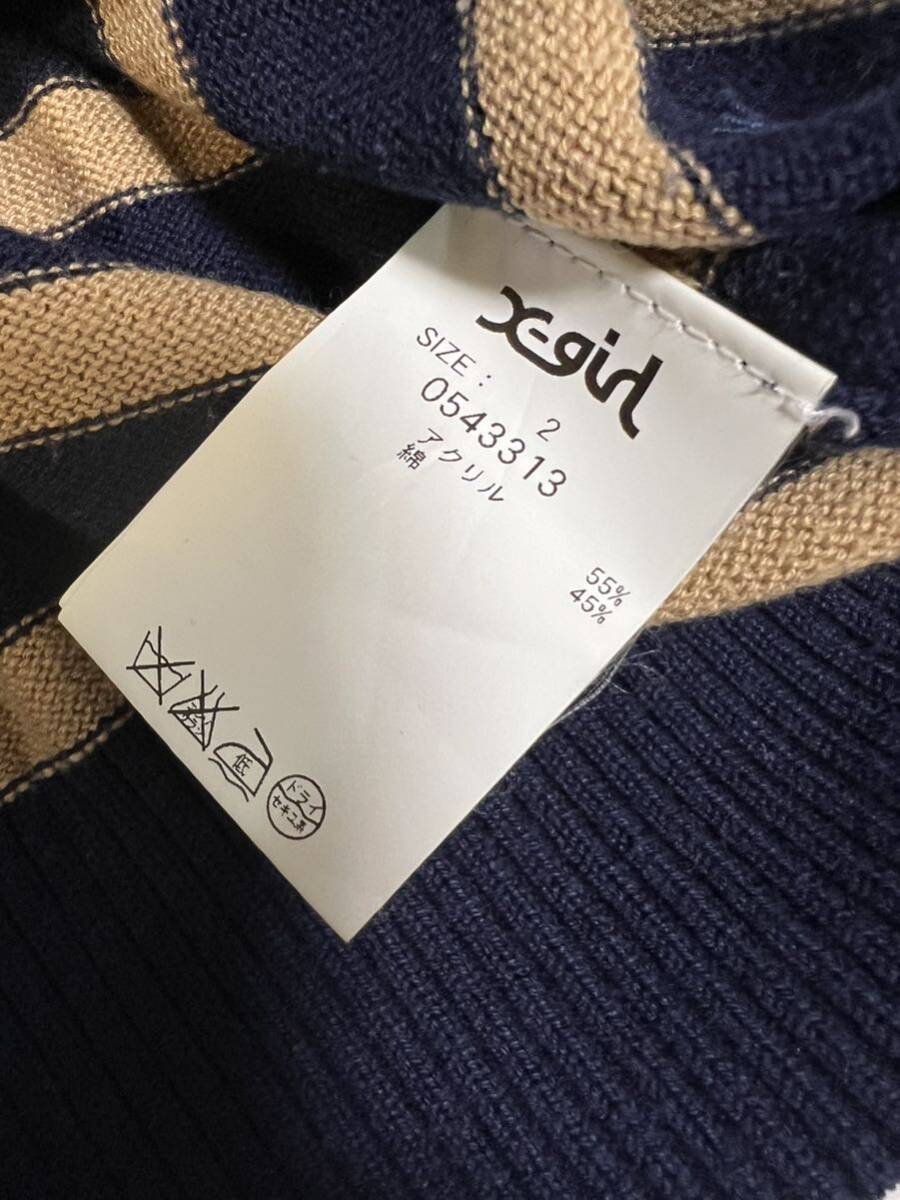 X-girl
SIZE: 2
0543313
アクリル 55%
綿 45%
低
ドライ
セキユ系